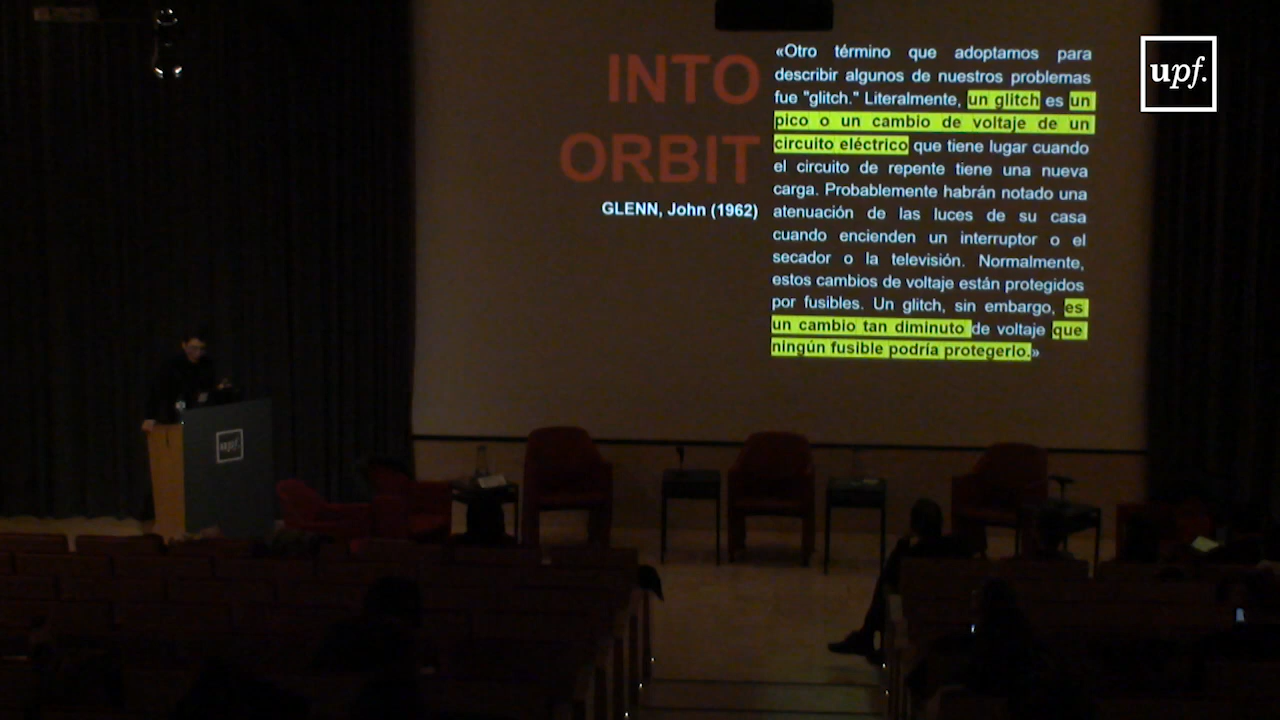 INTO
ORBIT
GLENN, John (1962)
«Otro término que adoptamos para
describir algunos de nuestros problemas
fue "glitch." Literalmente, un glitch es un
pico o un cambio de voltaje de un
circuito eléctrico que tiene lugar cuando
el circuito de repente tiene una nueva
carga. Probablemente habrán notado una
atenuación de las luces de su casa
cuando encienden un interruptor o el
secador o la televisión. Normalmente,
estos cambios de voltaje están protegidos
por fusibles. Un glitch, sin embargo, es
un cambio tan diminuto de voltaje que
ningún fusible podría protegerlo.»
upf.
upf.